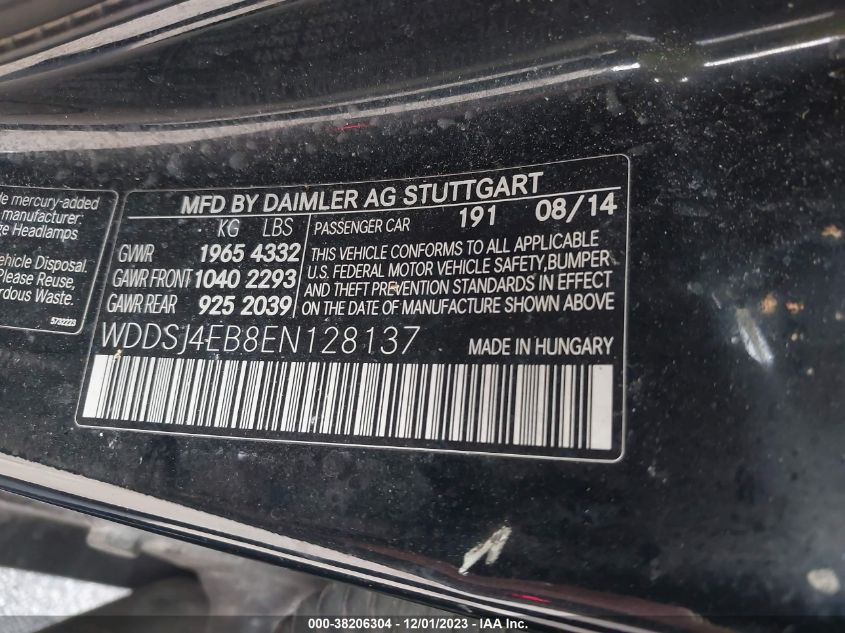 e mercury-added
manufacturer:
ge Headlamps
hicle Disposal.
Please Reuse,
rdous Waste.
5732223
MFD BY DAIMLER AG STUTTGART
KG LBS
GVWR 1965 4332
GAWR FRONT 1040 2293
GAWR REAR 925 2039
PASSENGER CAR 191 08/14
THIS VEHICLE CONFORMS TO ALL APPLICABLE
U.S. FEDERAL MOTOR VEHICLE SAFETY, BUMPER
AND THEFT PREVENTION STANDARDS IN EFFECT
ON THE DATE OF MANUFACTURE SHOWN ABOVE
WDDSJ4EB8EN128137 MADE IN HUNGARY
000-38206304 - 12/01/2023 - IAA Inc.